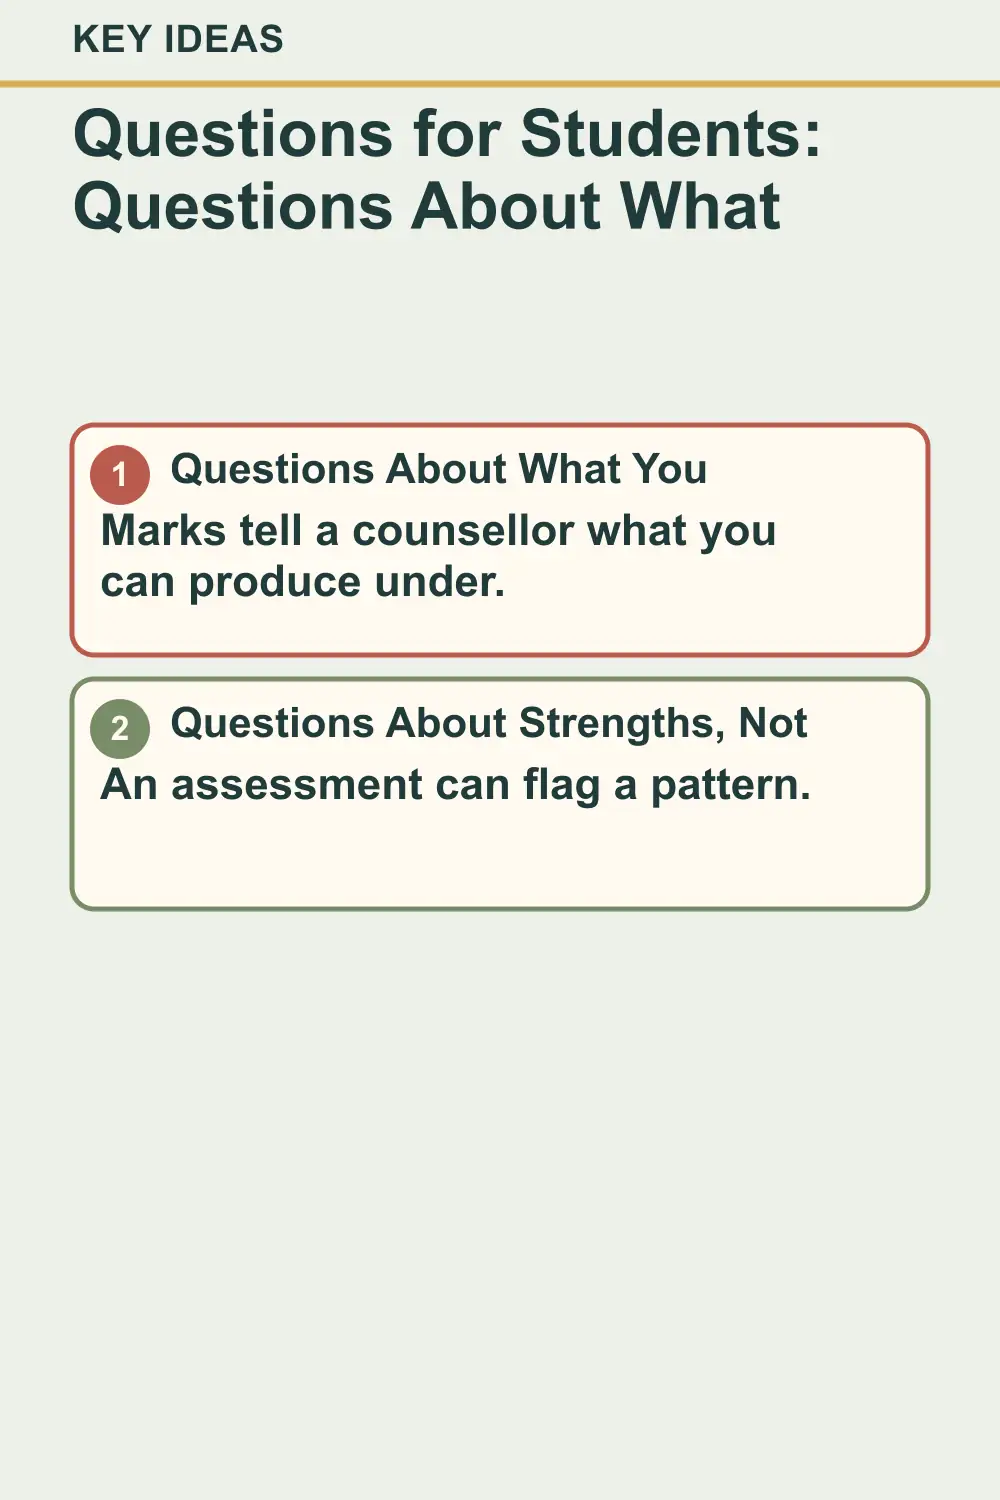 KEY IDEAS
Questions for Students:
Questions About What
1 Questions About What You
Marks tell a counsellor what you
can produce under.
2 Questions About Strengths, Not
An assessment can flag a pattern.